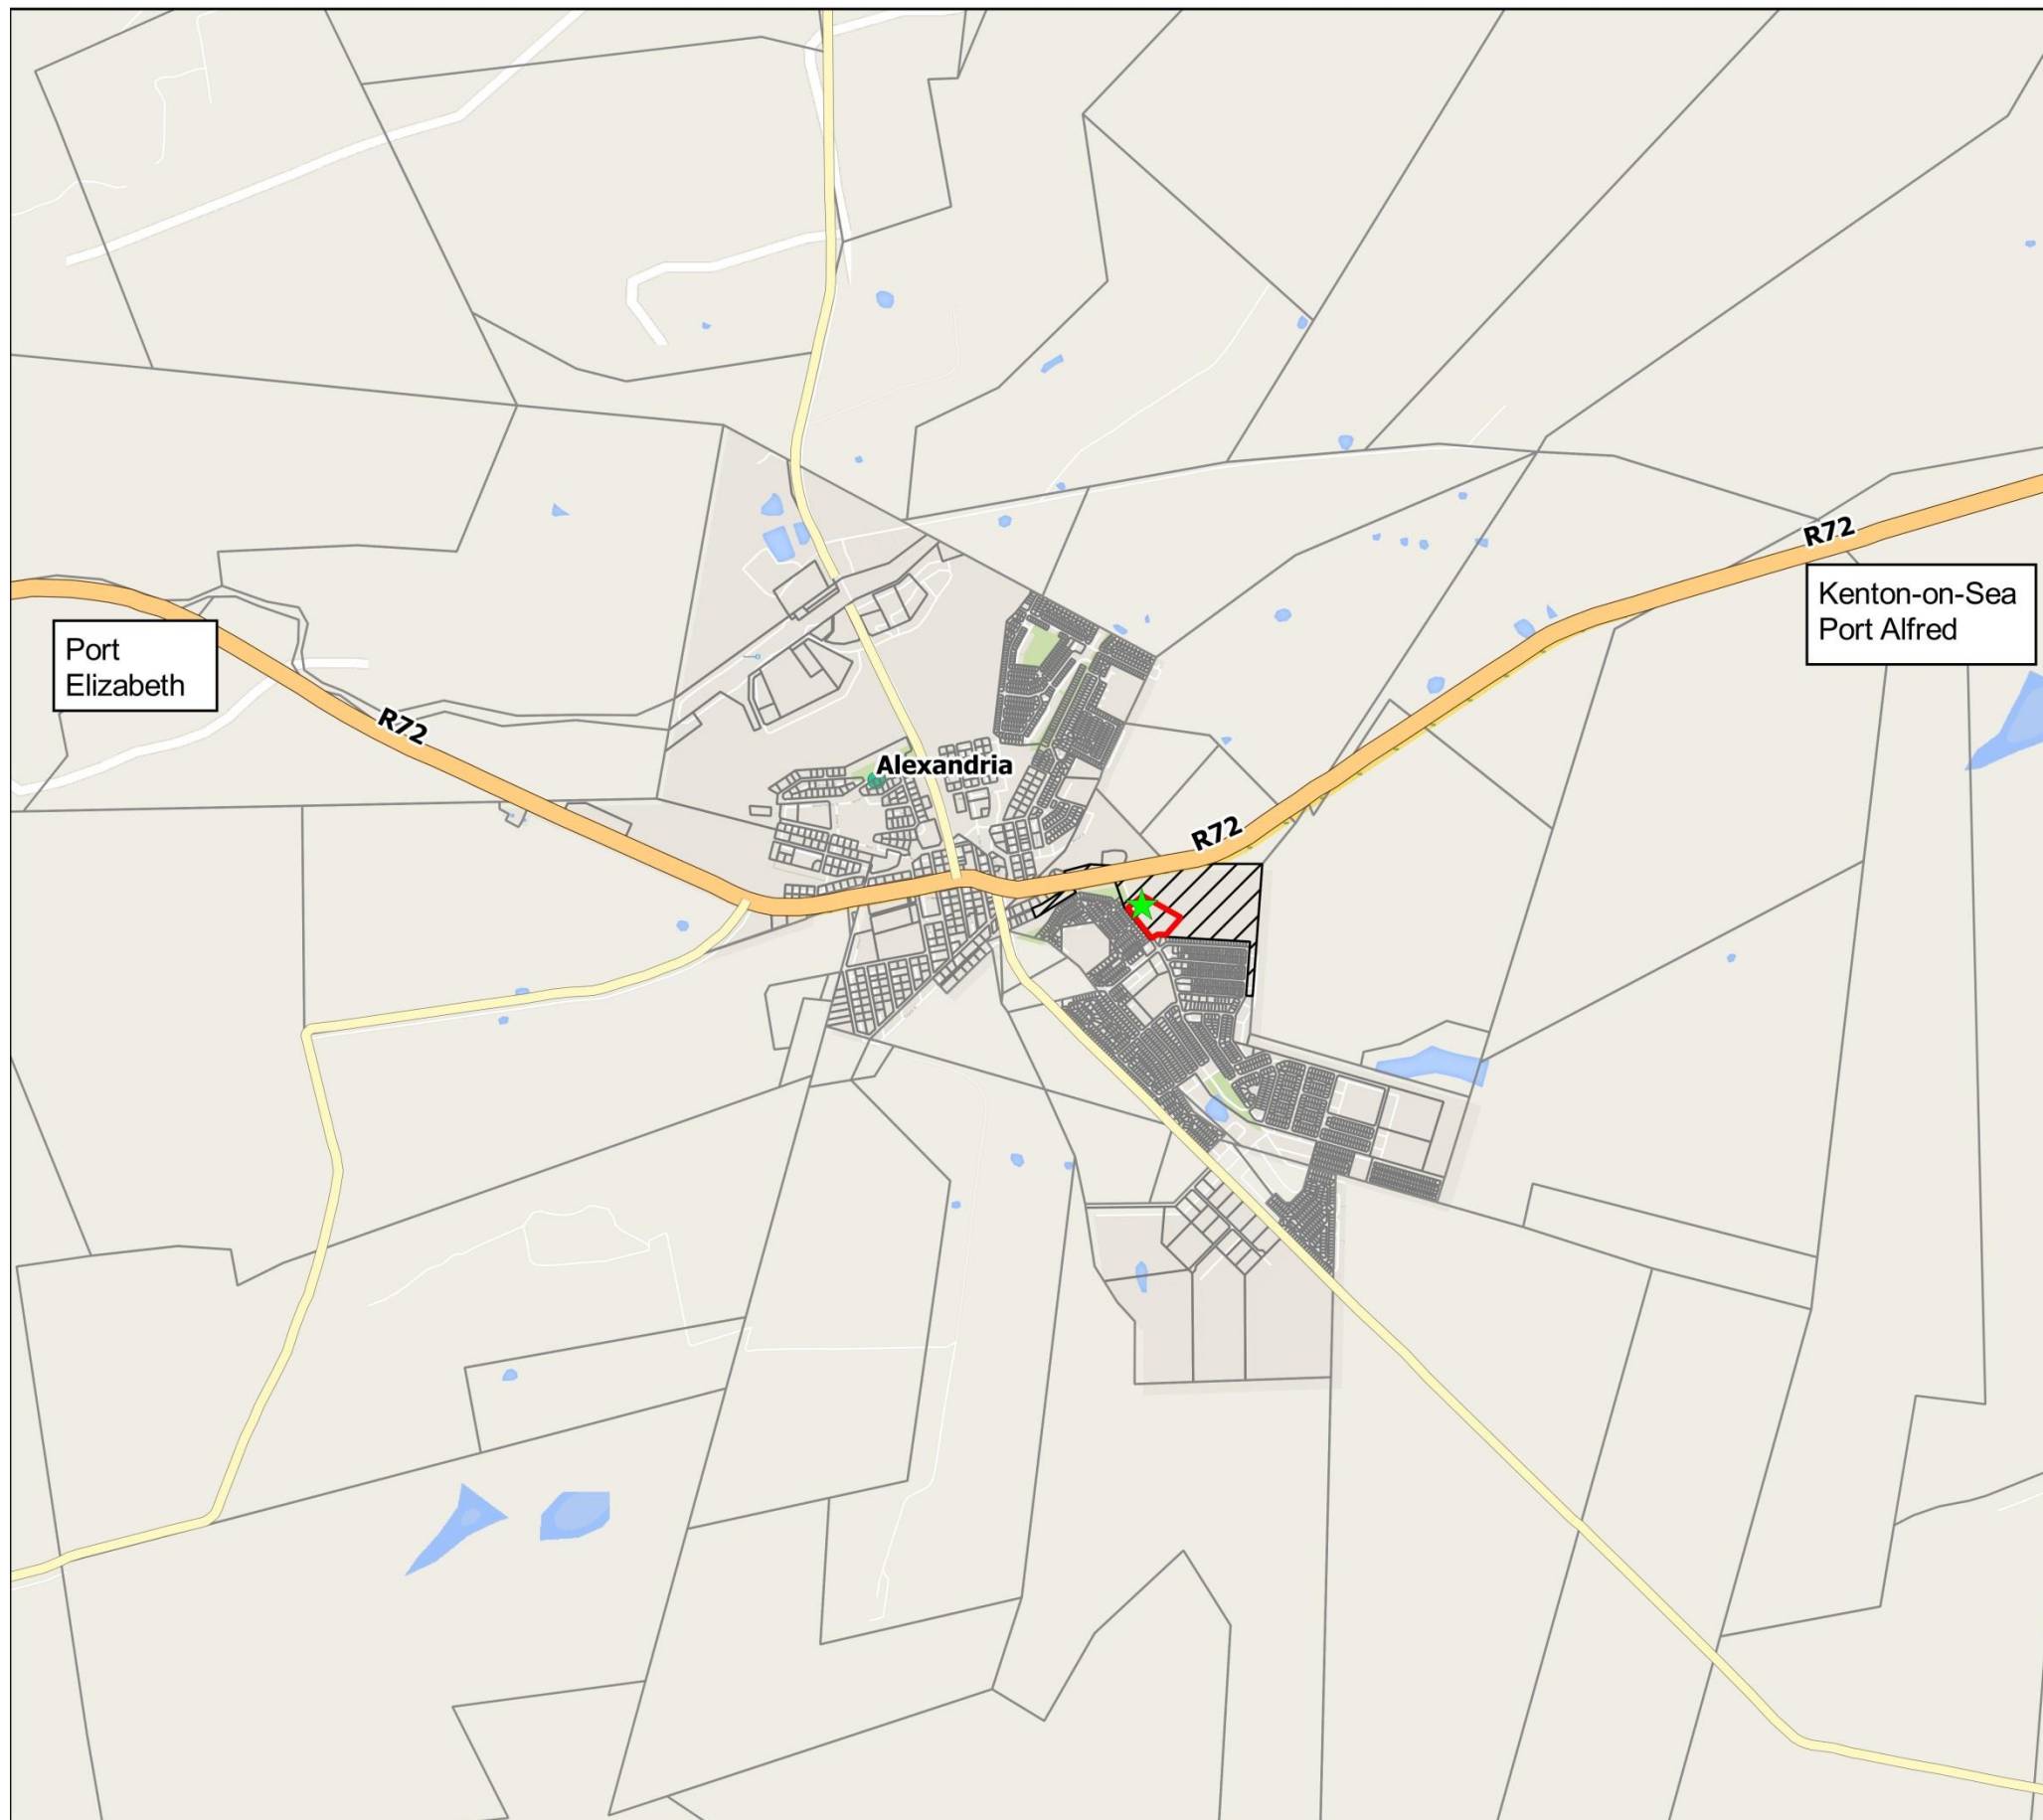 R72
Kenton-on-Sea
Port Alfred
Port
Elizabeth
R72
Alexandria
R72